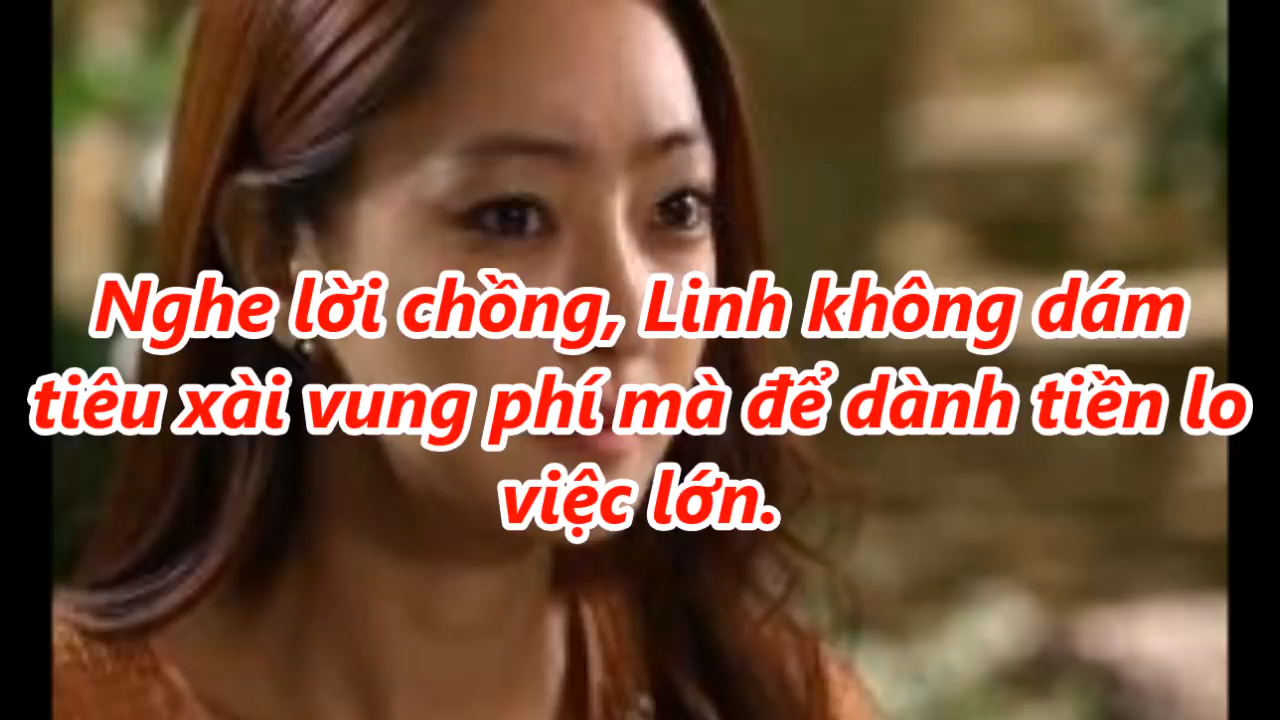 Nghe lời chồng, Linh không dám
tiêu xài vung phí mà để dành tiền lo
việc lớn.